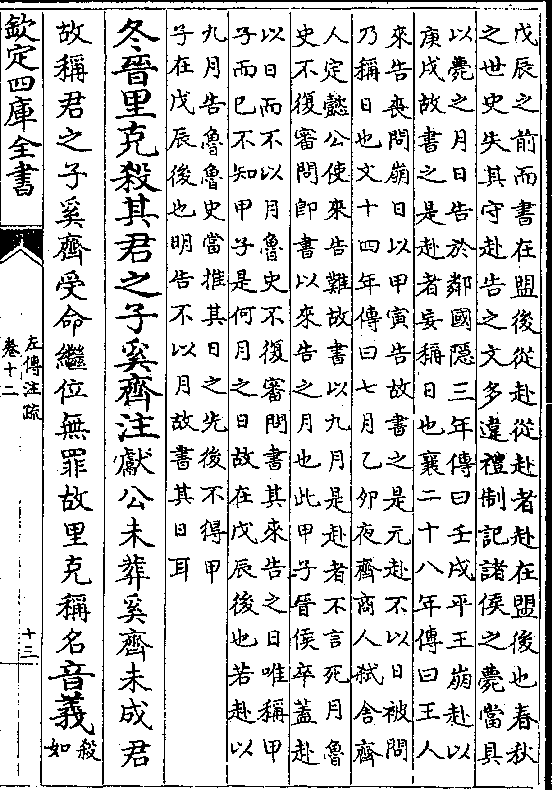 戊辰之前而書在盟後從赴從赴者赴在盟後也春秋
之世史失其守赴告之文多違禮制記諸侯之薨當具
以薨之月日告於鄰國隱三年傳曰壬戌平王崩赴以
庚戌故書之是赴者妄稱日也襄二十八年傳曰王人
來告喪問崩日以甲寅告故書之是元赴不以日被問
乃稱日也文十四年傳曰七月乙卯夜齊商人弒舍齊
人定懿公使來告難故書以九月是赴者不言死月魯
史不復審問即書以來告之月也此甲子晉侯卒蓋赴
以日而不以月魯史不復審問書其來告之日唯稱甲
子而已不知甲子是何月之日故在戊辰後也若赴以
九月告魯魯史當推其日之先後不得甲
子在戊辰後也明告不以月故書其日耳
冬晉里克殺其君之子奚齊注獻公未葬奚齊未成君
故稱君之子奚齊受命繼位無罪故里克稱名音義殺如
欽定四庫全書
左傳注疏
卷十二
十三